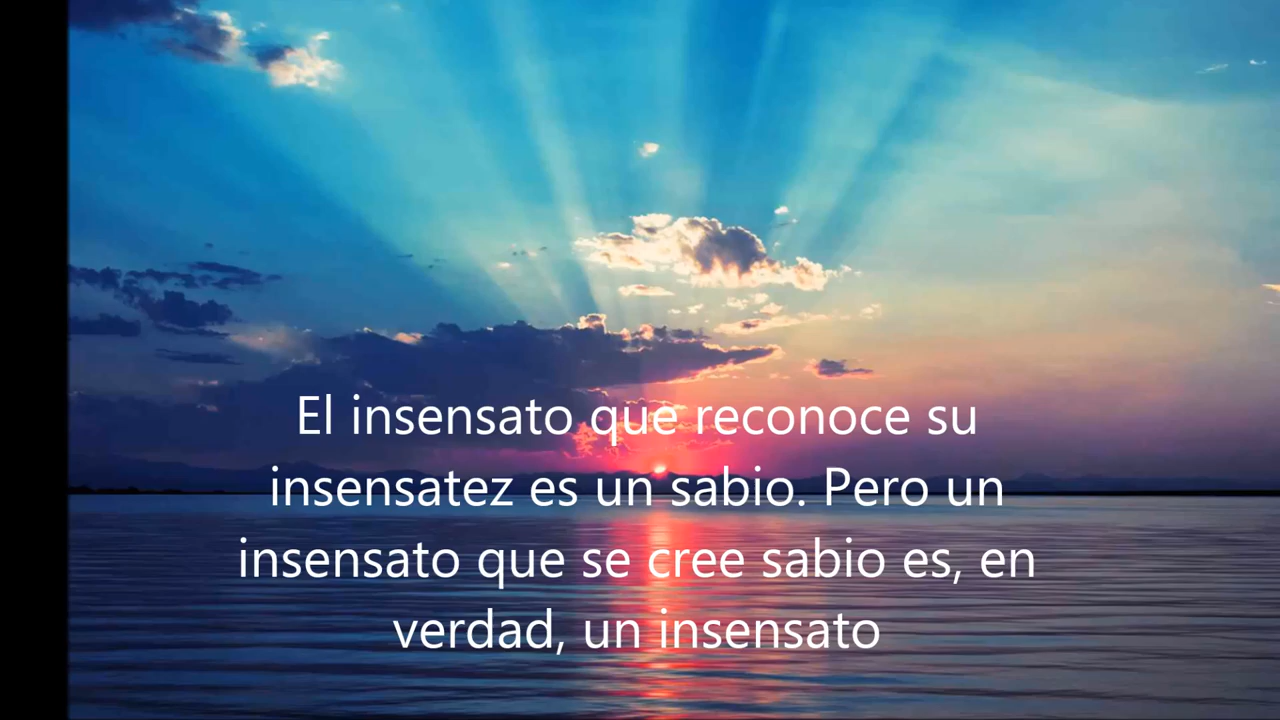 El insensato que reconoce su
insensatez es un sabio. Pero un
insensato que se cree sabio es, en
verdad, un insensato